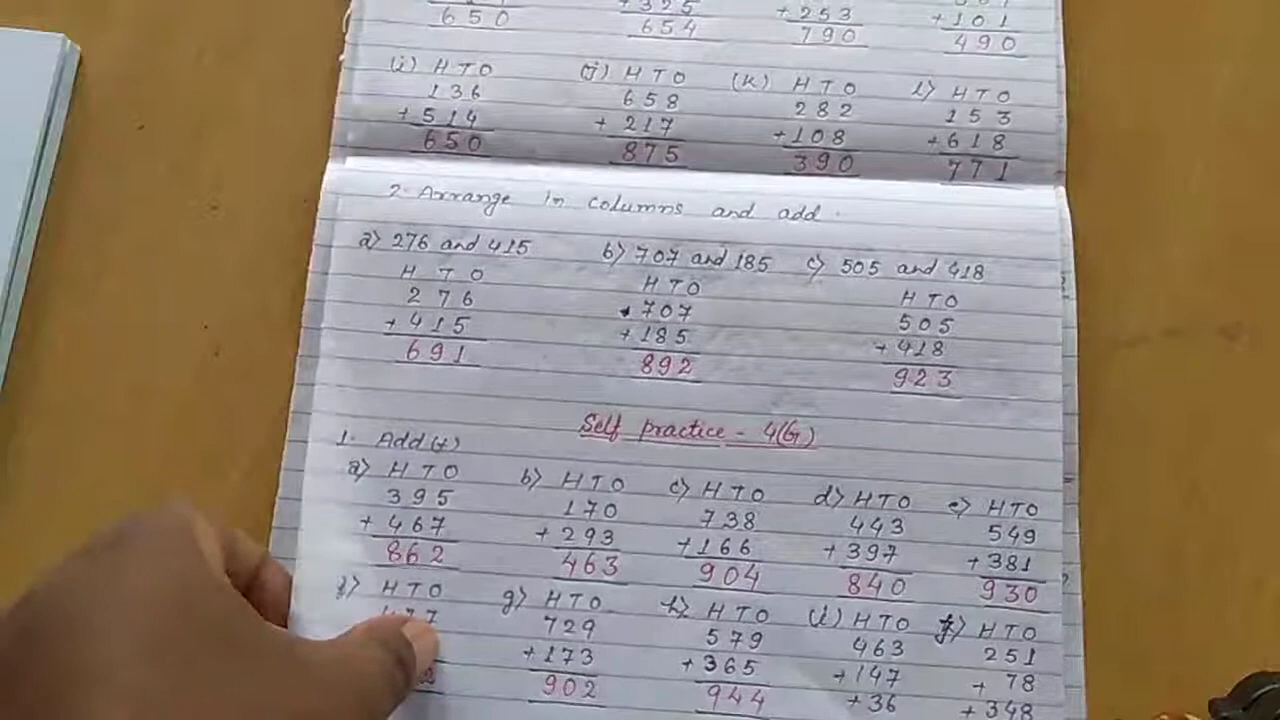 650 654 +253 +101
790 490
(i) H T O (j) H T O (k) H T O l) H T O
136 658 282 153
+514 +217 +108 +618
650 875 390 771
2. Arrange in columns and add.
a) 276 and 415 b) 707 and 185 c) 505 and 418
H T O H T O H T O
276 707 505
+415 +185 +418
691 892 923
Self practice - 4(G)
1. Add(+)
a) H T O b) H T O c) H T O d) H T O e) H T O
395 170 738 443 549
+467 +293 +166 +397 +381
862 463 904 840 930
f) H T O g) H T O h) H T O (i) H T O j) H T O
729 579 463 251
+173 +365 +147 +78
902 944 +36 +348